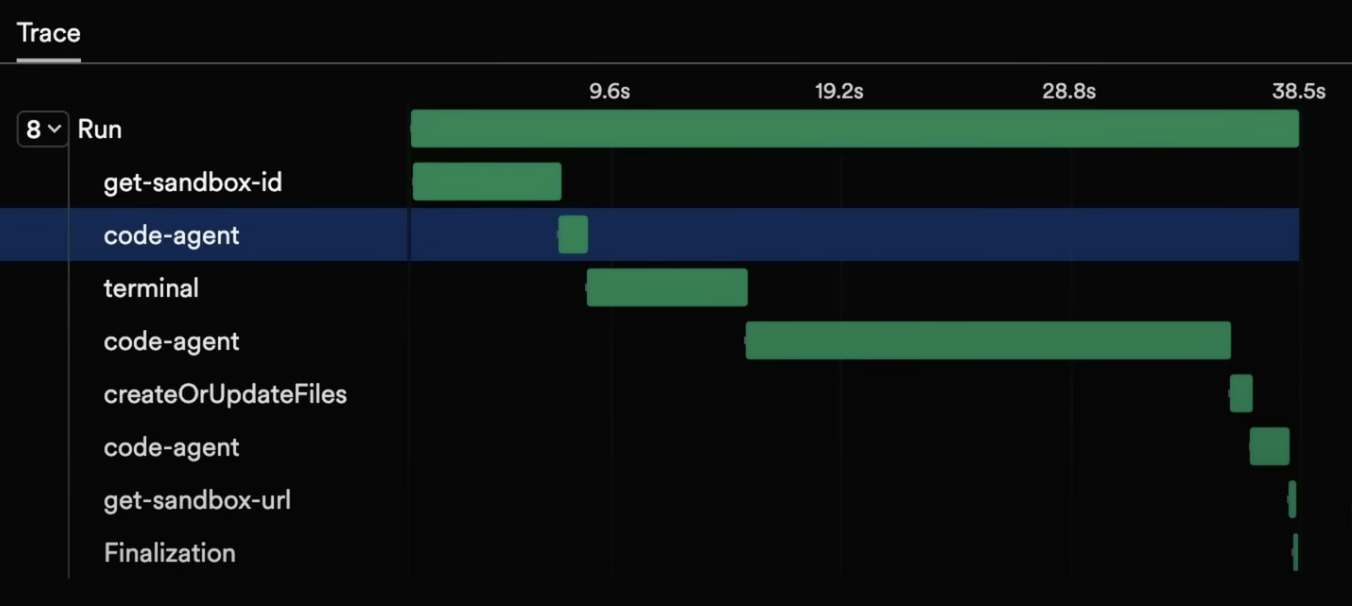 Trace
9.6s 19.2s 28.8s 38.5s
8 Run
get-sandbox-id
code-agent
terminal
code-agent
createOrUpdateFiles
code-agent
get-sandbox-url
Finalization